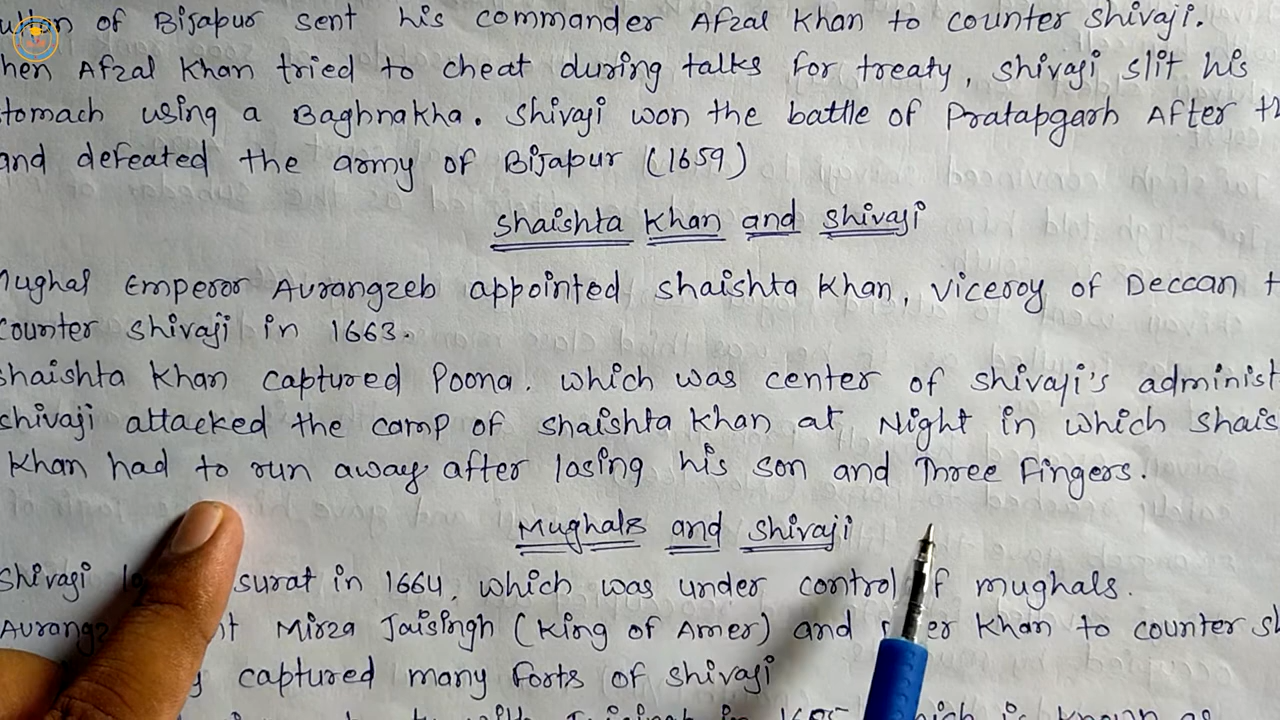 of Bijapur sent his commander Afzal Khan to counter Shivaji.
Afzal Khan tried to cheat during talks for treaty, Shivaji slit his
stomach using a Baghnakha. Shivaji won the battle of Pratapgarh After
and defeated the army of Bijapur (1659)
Shaishta Khan and Shivaji
Mughal Emperor Aurangzeb appointed Shaishta Khan, viceroy of Deccan
counter Shivaji in 1663.
Shaishta Khan captured Poona, which was center of Shivaji's administ
Shivaji attacked the camp of Shaishta Khan at Night in which Shais
Khan had to run away after losing his son and Three Fingers.
Mughals and Shivaji
Shivaji surat in 1664, which was under control of mughals.
Mirza Jaisingh (King of Amer) and Khan to counter
captured many forts of Shivaji